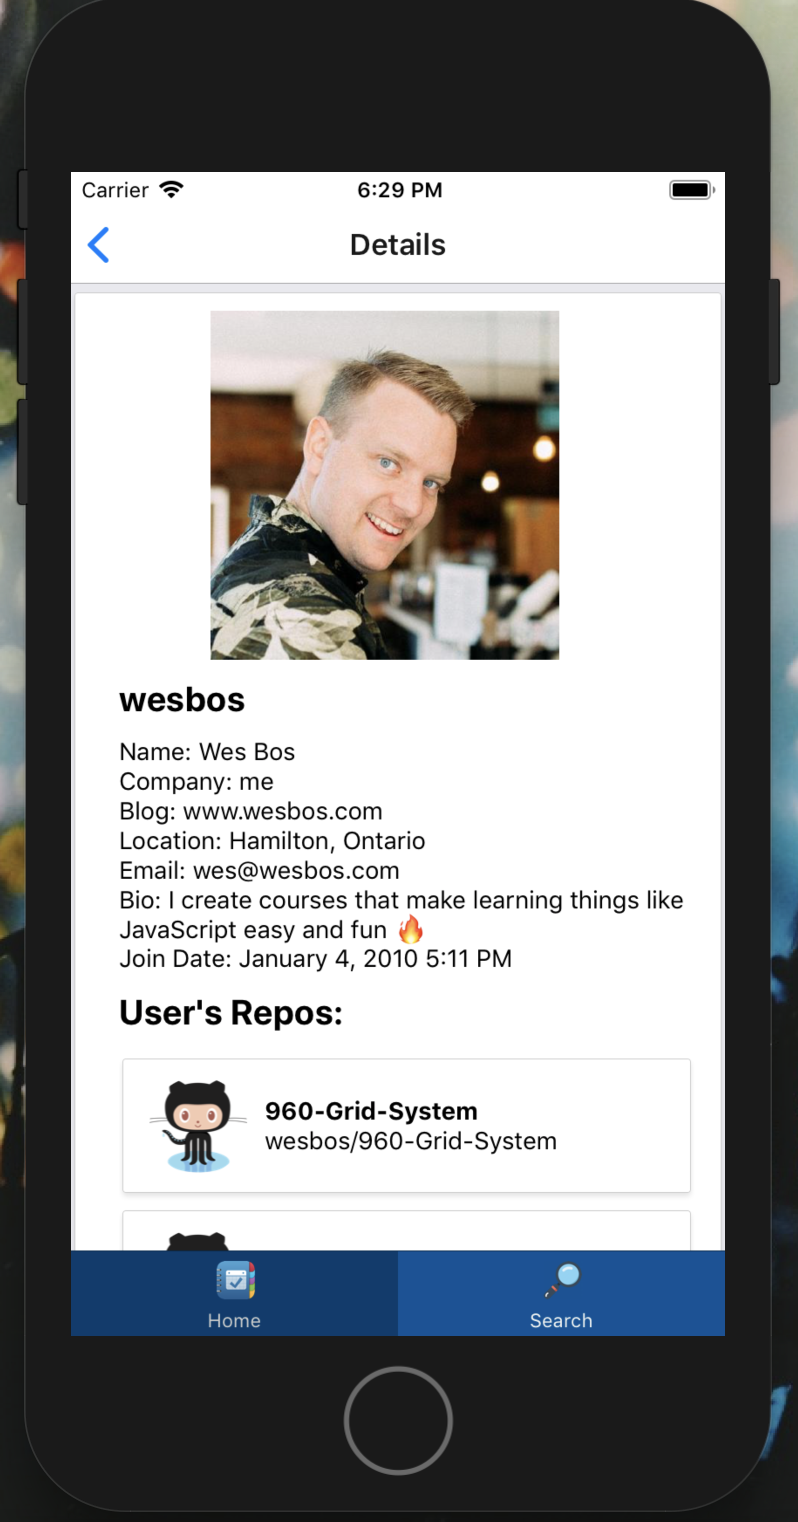 Carrier 6:29 PM
Details
wesbos
Name: Wes Bos
Company: me
Blog: www.wesbos.com
Location: Hamilton, Ontario
Email: wes@wesbos.com
Bio: I create courses that make learning things like
JavaScript easy and fun 🔥
Join Date: January 4, 2010 5:11 PM
User's Repos:
960-Grid-System
wesbos/960-Grid-System
Home Search